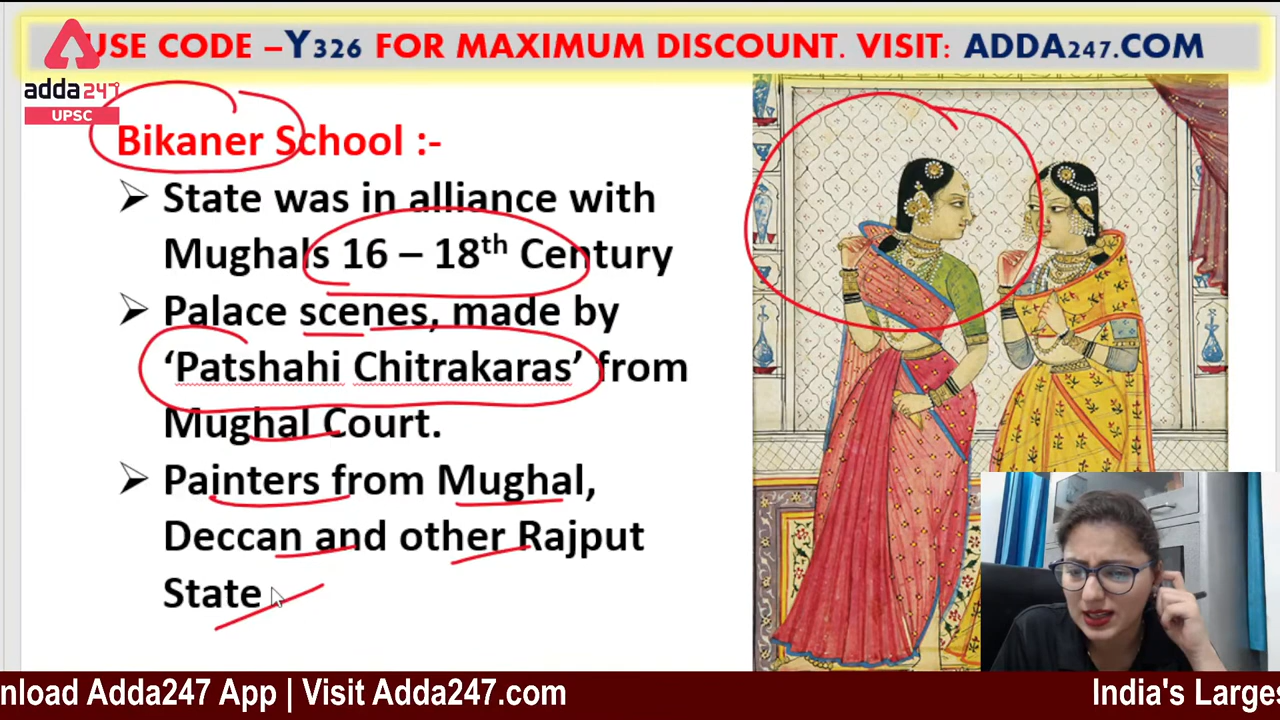 USE CODE –Y326 FOR MAXIMUM DISCOUNT. VISIT: ADDA247.COM
adda247
UPSC
Bikaner School :-
➢ State was in alliance with
Mughals 16 – 18th Century
➢ Palace scenes, made by
‘Patshahi Chitrakaras’ from
Mughal Court.
➢ Painters from Mughal,
Deccan and other Rajput
State
nload Adda247 App | Visit Adda247.com
India's Larges